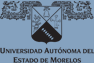 UNIVERSIDAD AUTÓNOMA DEL
ESTADO DE MORELOS